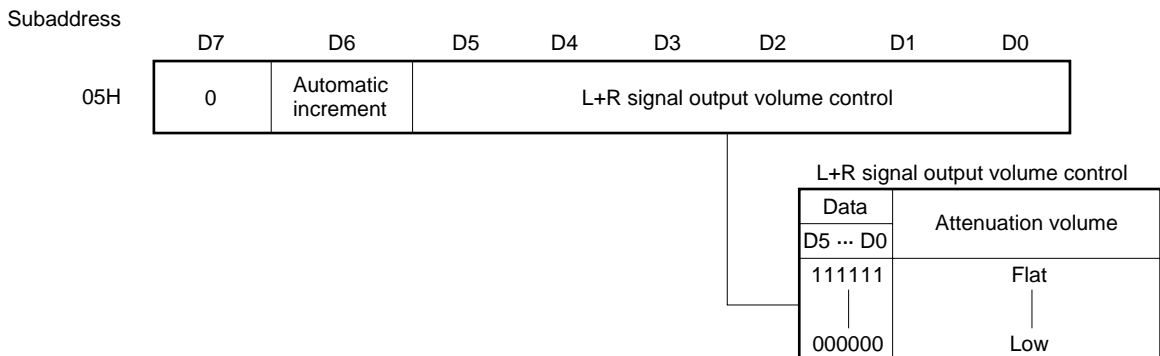 Subaddress
D7 D6 D5 D4 D3 D2 D1 D0
05H 0 Automatic increment L+R signal output volume control
L+R signal output volume control
Data Attenuation volume
D5 ··· D0
111111 Flat
000000 Low